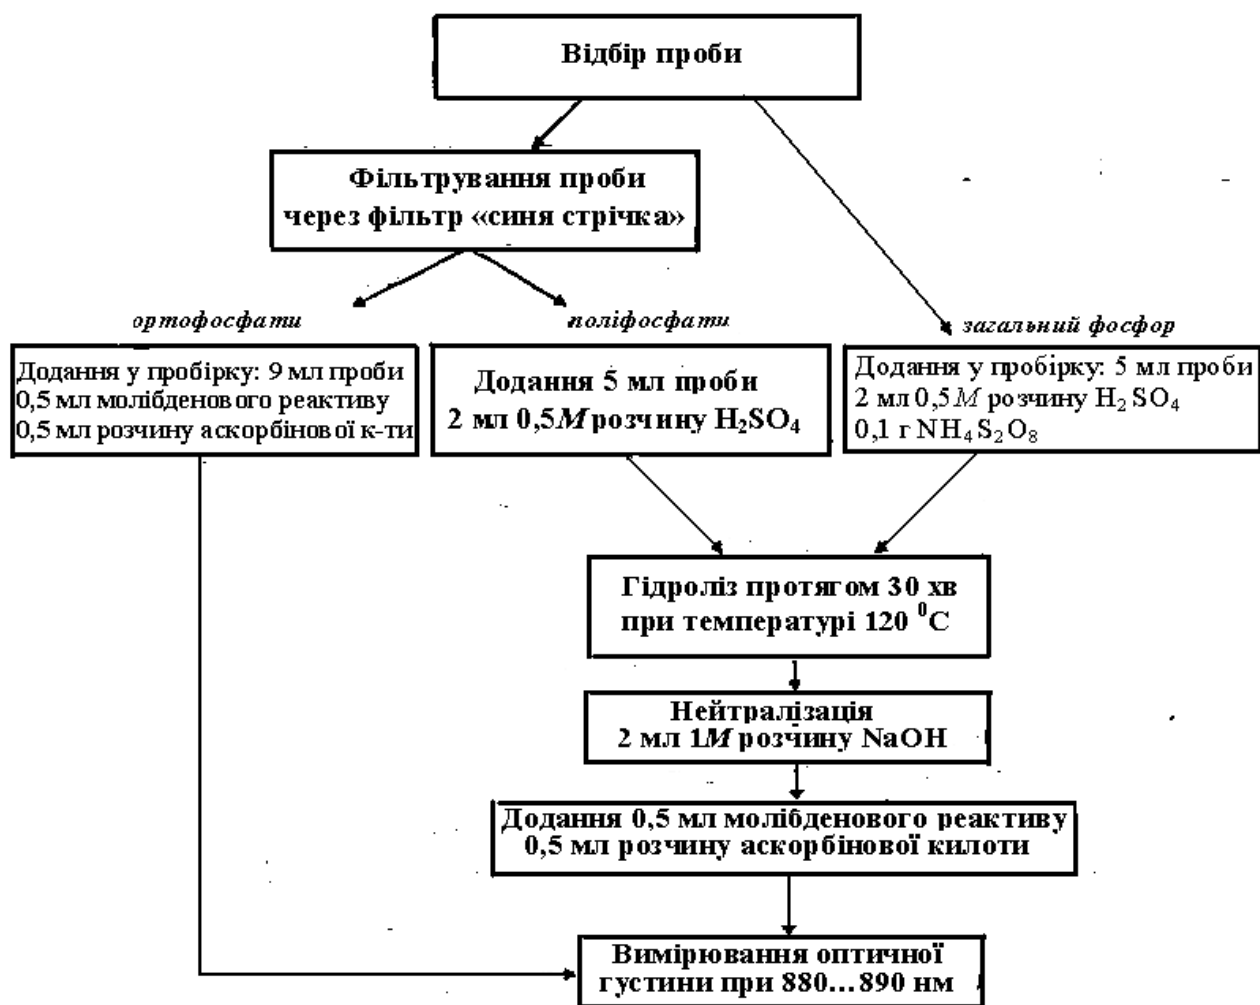 Відбір проби
Фільтрування проби
через фільтр «синя стрічка»
ортофосфати
поліфосфати
загальний фосфор
Додання у пробірку: 9 мл проби
0,5 мл молібденового реактиву
0,5 мл розчину аскорбінової к-ти
Додання 5 мл проби
2 мл 0,5М розчину H₂SO₄
Додання у пробірку: 5 мл проби
2 мл 0,5М розчину H₂SO₄
0,1 г NH₄S₂O₈
Гідроліз протягом 30 хв
при температурі 120 ⁰С
Нейтралізація
2 мл 1М розчину NaOH
Додання 0,5 мл молібденового реактиву
0,5 мл розчину аскорбінової килоти
Вимірювання оптичної
густини при 880...890 нм